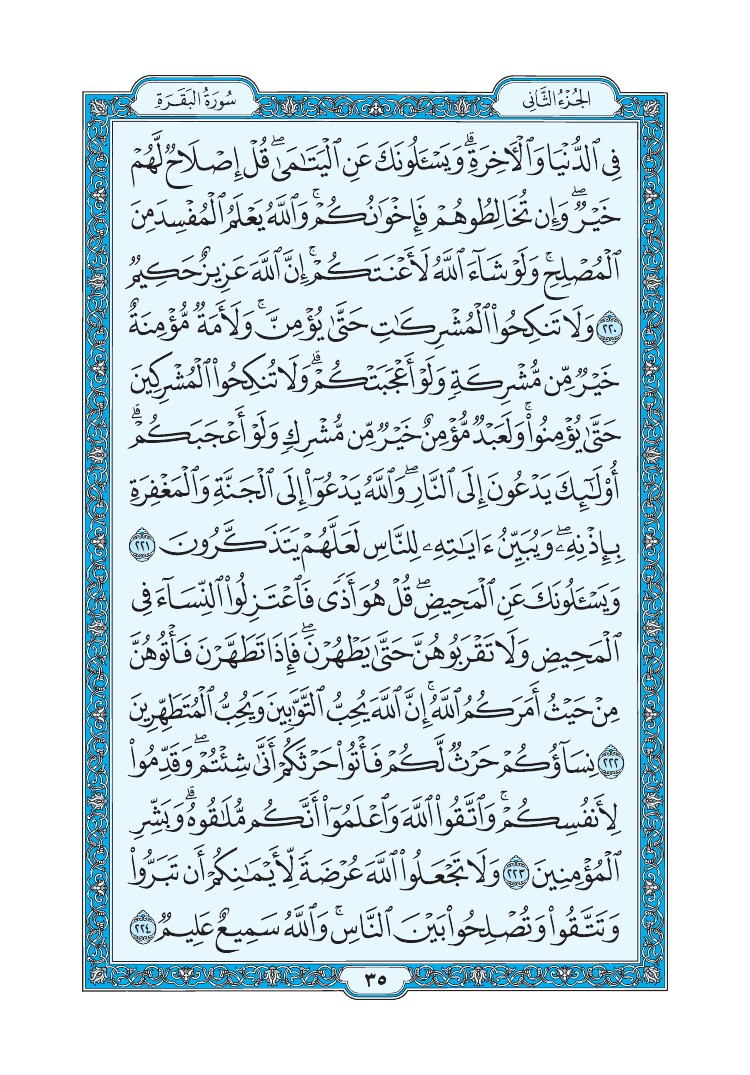 الجُزْءُ الثَّانِي
سُورَةُ البَقَرَةِ
فِي ٱلدُّنۡيَا وَٱلۡأٓخِرَةِۗ وَيَسۡـَٔلُونَكَ عَنِ ٱلۡيَتَٰمَىٰۖ قُلۡ إِصۡلَاحٞ لَّهُمۡ
خَيۡرٞۖ وَإِن تُخَالِطُوهُمۡ فَإِخۡوَٰنُكُمۡۚ وَٱللَّهُ يَعۡلَمُ ٱلۡمُفۡسِدَ مِنَ
ٱلۡمُصۡلِحِۚ وَلَوۡ شَآءَ ٱللَّهُ لَأَعۡنَتَكُمۡۚ إِنَّ ٱللَّهَ عَزِيزٌ حَكِيمٞ
٢٢٠ وَلَا تَنكِحُواْ ٱلۡمُشۡرِكَٰتِ حَتَّىٰ يُؤۡمِنَّۚ وَلَأَمَةٞ مُّؤۡمِنَةٌ
خَيۡرٞ مِّن مُّشۡرِكَةٖ وَلَوۡ أَعۡجَبَتۡكُمۡۗ وَلَا تُنكِحُواْ ٱلۡمُشۡرِكِينَ
حَتَّىٰ يُؤۡمِنُواْۚ وَلَعَبۡدٞ مُّؤۡمِنٌ خَيۡرٞ مِّن مُّشۡرِكٖ وَلَوۡ أَعۡجَبَكُمۡۗ
أُوْلَٰٓئِكَ يَدۡعُونَ إِلَى ٱلنَّارِۖ وَٱللَّهُ يَدۡعُوٓاْ إِلَى ٱلۡجَنَّةِ وَٱلۡمَغۡفِرَةِ
بِإِذۡنِهِۦۖ وَيُبَيِّنُ ءَايَٰتِهِۦ لِلنَّاسِ لَعَلَّهُمۡ يَتَذَكَّرُونَ ٢٢١
وَيَسۡـَٔلُونَكَ عَنِ ٱلۡمَحِيضِۖ قُلۡ هُوَ أَذٗى فَٱعۡتَزِلُواْ ٱلنِّسَآءَ فِي
ٱلۡمَحِيضِ وَلَا تَقۡرَبُوهُنَّ حَتَّىٰ يَطۡهُرۡنَۖ فَإِذَا تَطَهَّرۡنَ فَأۡتُوهُنَّ
مِنۡ حَيۡثُ أَمَرَكُمُ ٱللَّهُۚ إِنَّ ٱللَّهَ يُحِبُّ ٱلتَّوَّٰبِينَ وَيُحِبُّ ٱلۡمُتَطَهِّرِينَ
٢٢٢ نِسَآؤُكُمۡ حَرۡثٞ لَّكُمۡ فَأۡتُواْ حَرۡثَكُمۡ أَنَّىٰ شِئۡتُمۡۖ وَقَدِّمُواْ
لِأَنفُسِكُمۡۚ وَٱتَّقُواْ ٱللَّهَ وَٱعۡلَمُوٓاْ أَنَّكُم مُّلَٰقُوهُۗ وَبَشِّرِ
ٱلۡمُؤۡمِنِينَ ٢٢٣ وَلَا تَجۡعَلُواْ ٱللَّهَ عُرۡضَةٗ لِّأَيۡمَٰنِكُمۡ أَن تَبَرُّواْ
وَتَتَّقُواْ وَتُصۡلِحُواْ بَيۡنَ ٱلنَّاسِۚ وَٱللَّهُ سَمِيعٌ عَلِيمٞ ٢٢٤
٣٥